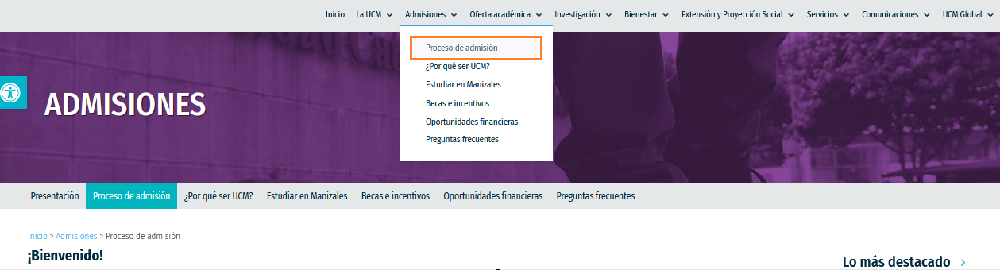 Inicio La UCM Admisiones Oferta académica Investigación Bienestar Extensión y Proyección Social Servicios Comunicaciones UCM Global
Proceso de admisión
¿Por qué ser UCM?
Estudiar en Manizales
Becas e incentivos
Oportunidades financieras
Preguntas frecuentes
ADMISIONES
Presentación Proceso de admisión ¿Por qué ser UCM? Estudiar en Manizales Becas e incentivos Oportunidades financieras Preguntas frecuentes
Inicio > Admisiones > Proceso de admisión
¡Bienvenido!
Lo más destacado >